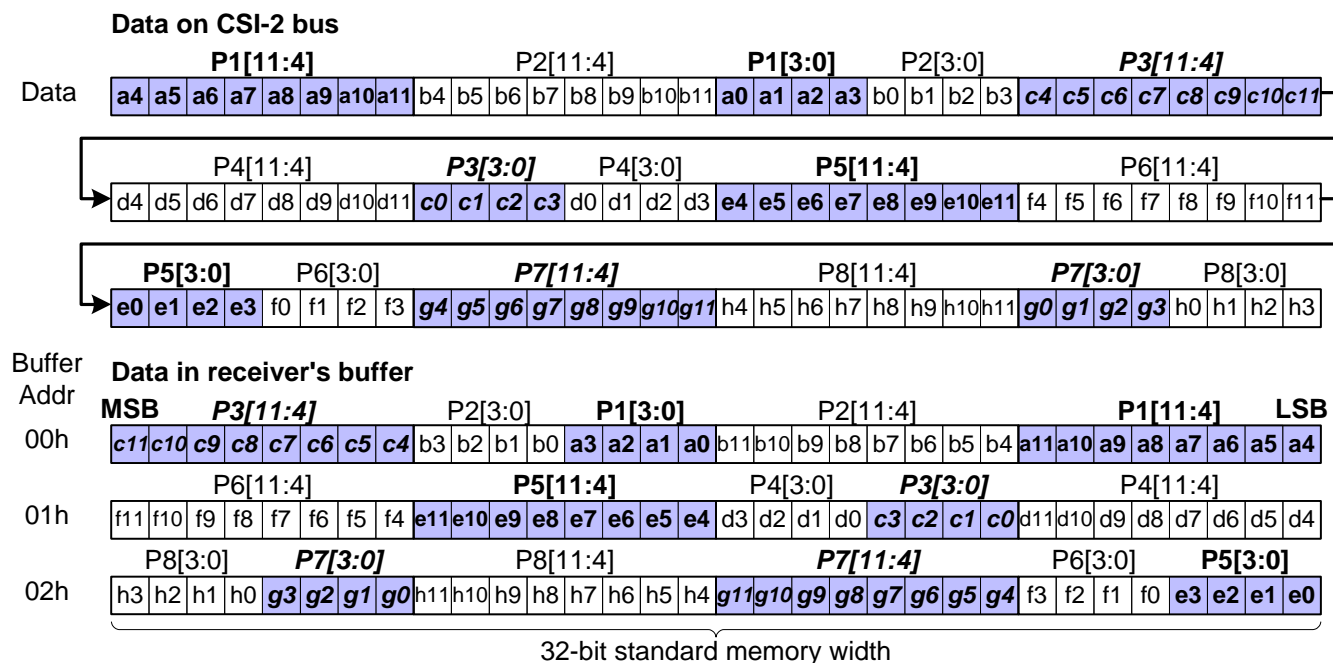 Data on CSI-2 bus
P1[11:4] P2[11:4] P1[3:0] P2[3:0] P3[11:4]
Data a4 a5 a6 a7 a8 a9 a10 a11 b4 b5 b6 b7 b8 b9 b10 b11 a0 a1 a2 a3 b0 b1 b2 b3 c4 c5 c6 c7 c8 c9 c10 c11
P4[11:4] P3[3:0] P4[3:0] P5[11:4] P6[11:4]
d4 d5 d6 d7 d8 d9 d10 d11 c0 c1 c2 c3 d0 d1 d2 d3 e4 e5 e6 e7 e8 e9 e10 e11 f4 f5 f6 f7 f8 f9 f10 f11
P5[3:0] P6[3:0] P7[11:4] P8[11:4] P7[3:0] P8[3:0]
e0 e1 e2 e3 f0 f1 f2 f3 g4 g5 g6 g7 g8 g9 g10 g11 h4 h5 h6 h7 h8 h9 h10 h11 g0 g1 g2 g3 h0 h1 h2 h3
Buffer Addr
Data in receiver's buffer
MSB P3[11:4] P2[3:0] P1[3:0] P2[11:4] P1[11:4] LSB
00h c11 c10 c9 c8 c7 c6 c5 c4 b3 b2 b1 b0 a3 a2 a1 a0 b11 b10 b9 b8 b7 b6 b5 b4 a11 a10 a9 a8 a7 a6 a5 a4
P6[11:4] P5[11:4] P4[3:0] P3[3:0] P4[11:4]
01h f11 f10 f9 f8 f7 f6 f5 f4 e11 e10 e9 e8 e7 e6 e5 e4 d3 d2 d1 d0 c3 c2 c1 c0 d11 d10 d9 d8 d7 d6 d5 d4
P8[3:0] P7[3:0] P8[11:4] P7[11:4] P6[3:0] P5[3:0]
02h h3 h2 h1 h0 g3 g2 g1 g0 h11 h10 h9 h8 h7 h6 h5 h4 g11 g10 g9 g8 g7 g6 g5 g4 f3 f2 f1 f0 e3 e2 e1 e0
32-bit standard memory width